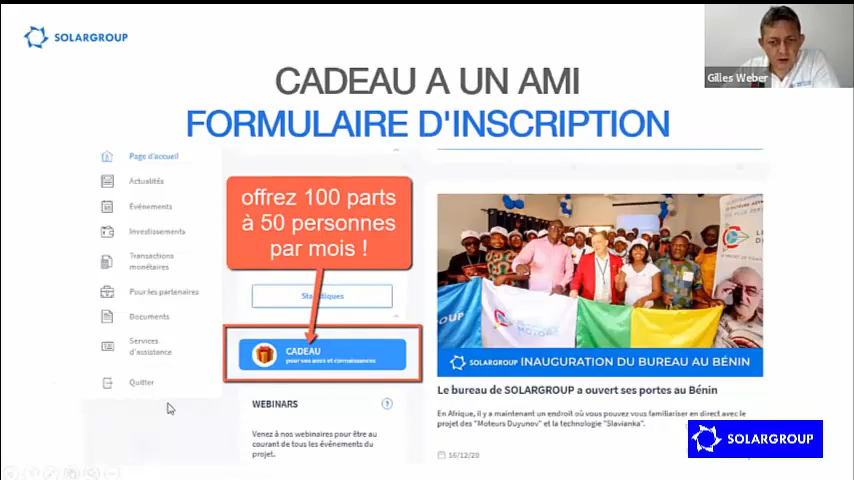 SOLARGROUP
Gilles Weber
CADEAU A UN AMI
FORMULAIRE D'INSCRIPTION
Page d'accueil
Actualités
Événements
Investissements
Transactions
monétaires
Pour les partenaires
Documents
Services
d'assistance
Quitter
offrez 100 parts
à 50 personnes
par mois !
Statistiques
CADEAU
pour vos amis et connaissances
WEBINARS
Venez à nos webinaires pour être au
courant de tous les événements du
projet.
SOLARGROUP INAUGURATION DU BUREAU AU BÉNIN
Le bureau de SOLARGROUP a ouvert ses portes au Bénin
En Afrique, il y a maintenant un endroit où vous pouvez vous familiariser en direct avec le
projet des "Moteurs Duyunov" et la technologie "Slavianka".
16/12/20
SOLARGROUP